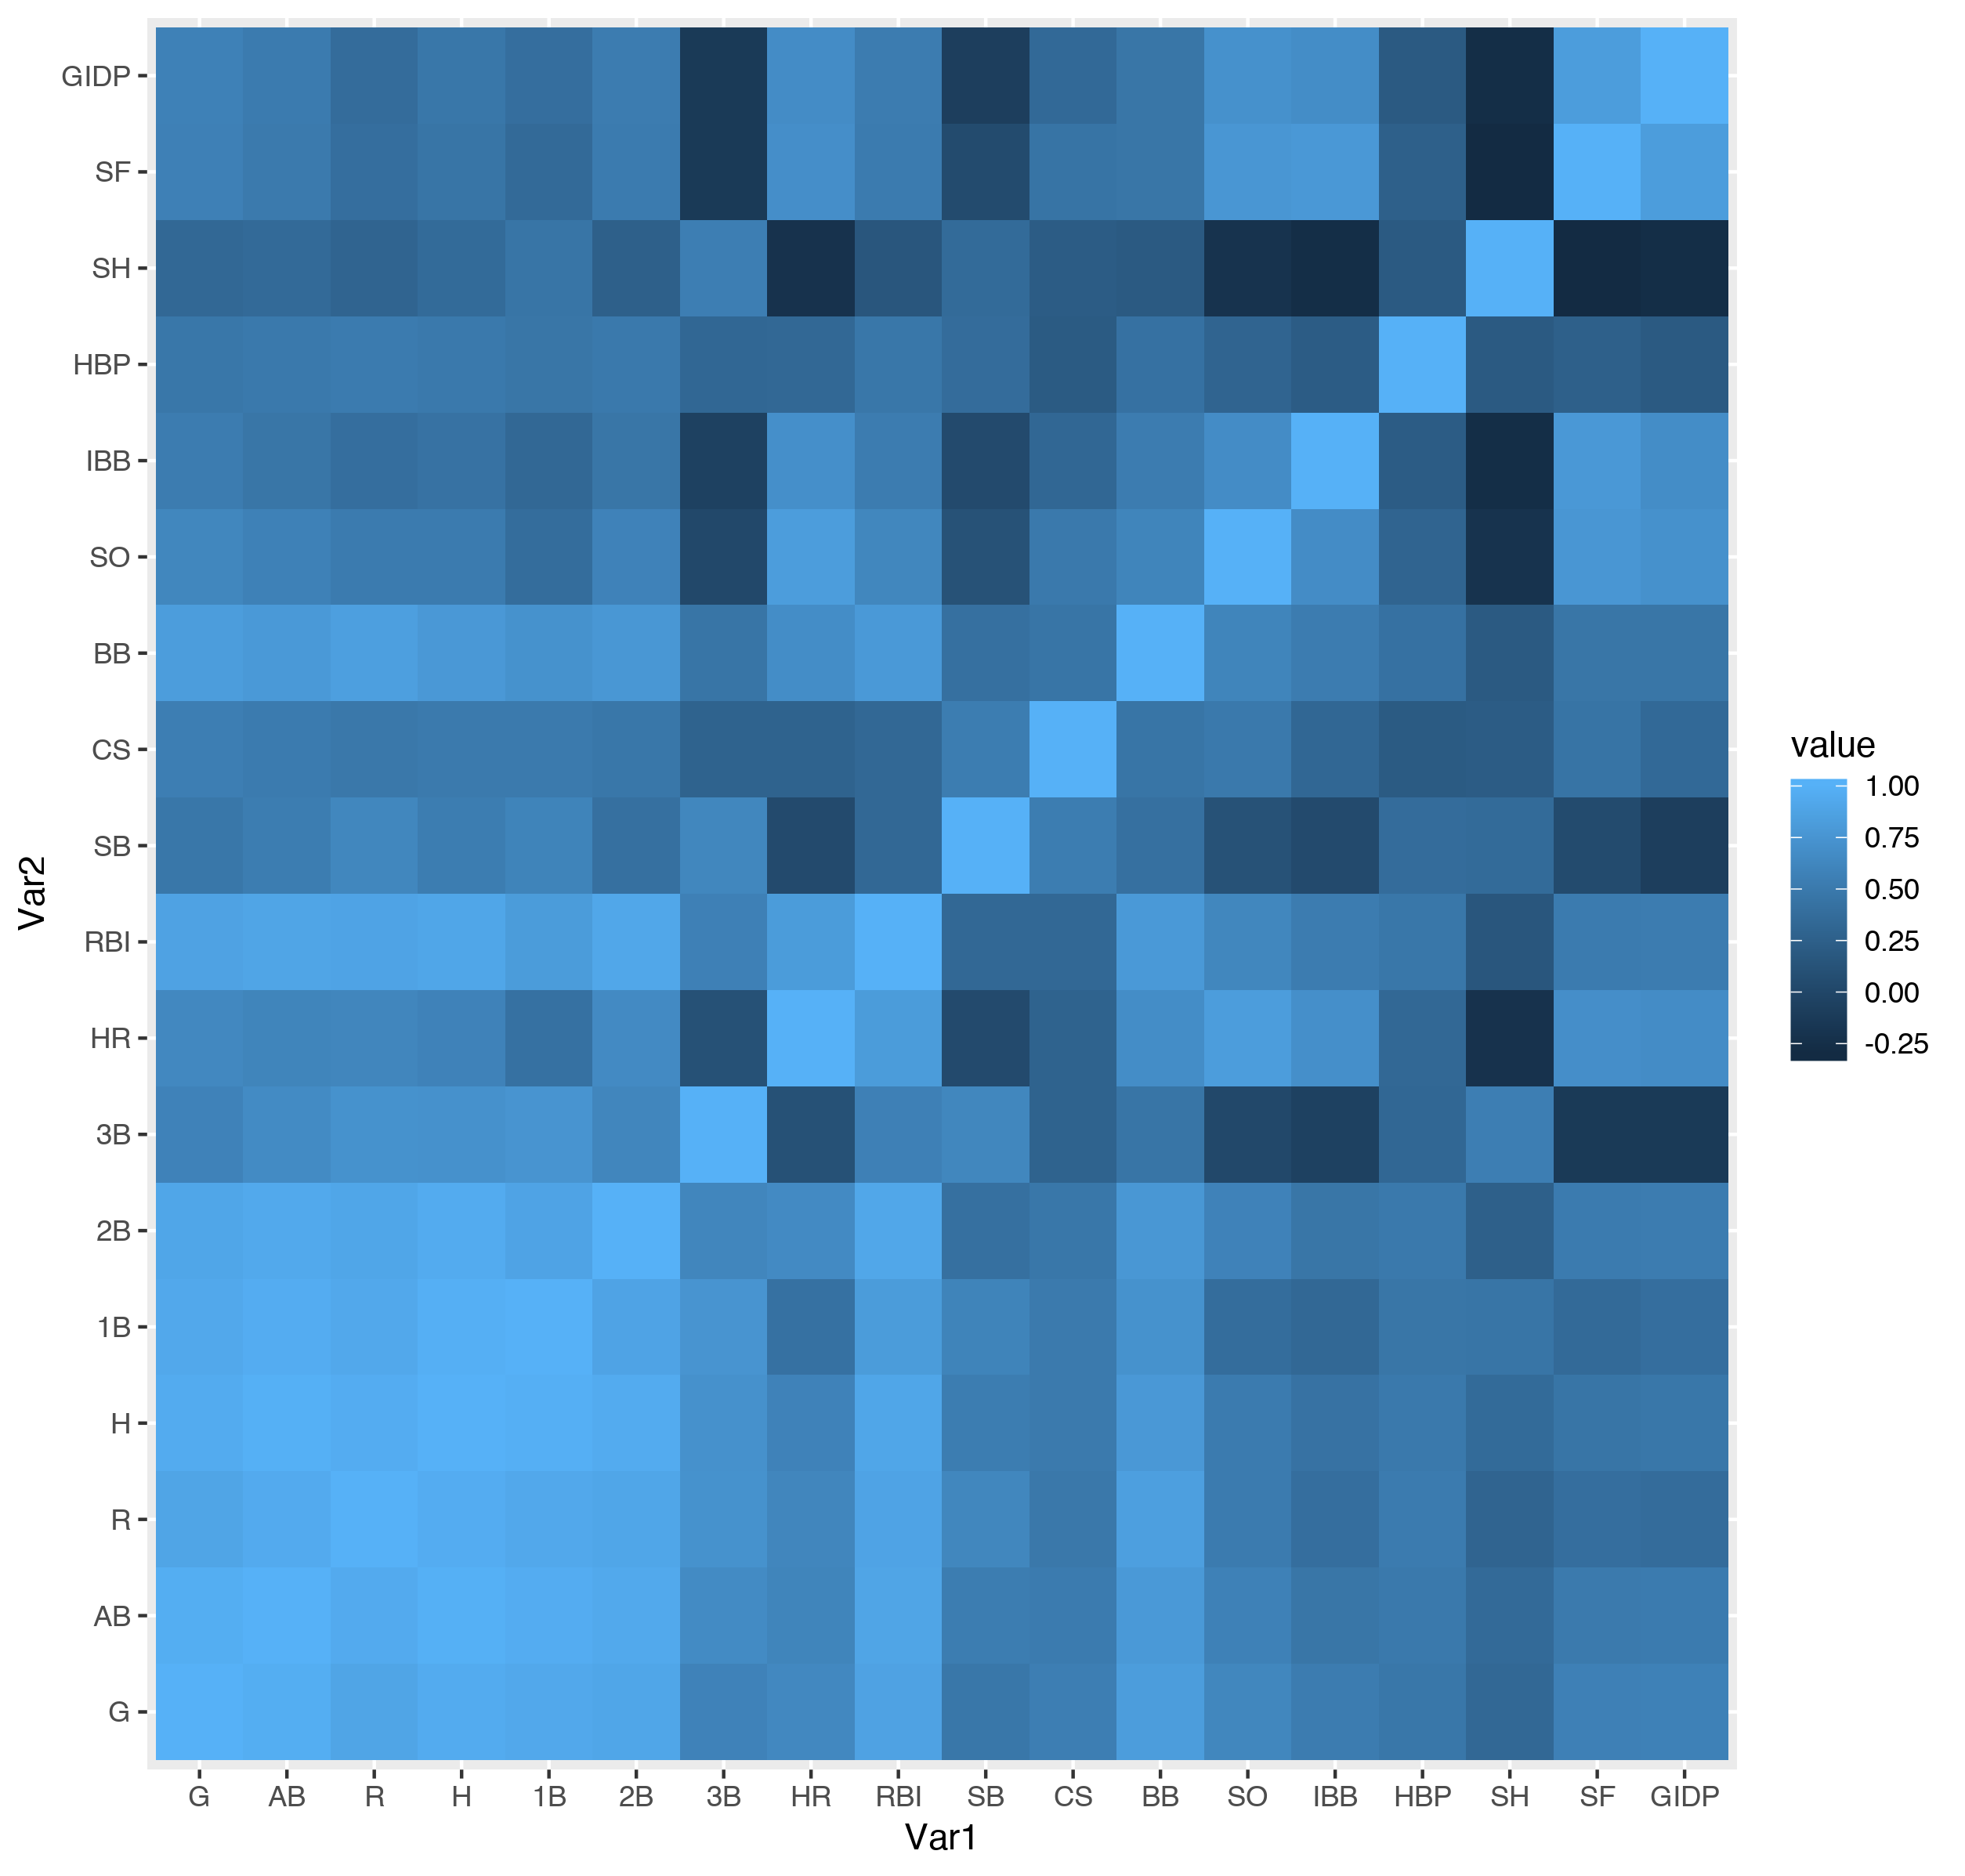 GIDP
SF
SH
HBP
IBB
SO
BB
CS
SB
RBI
HR
3B
2B
1B
H
R
AB
G
Var2
G AB R H 1B 2B 3B HR RBI SB CS BB SO IBB HBP SH SF GIDP
Var1
value
1.00
0.75
0.50
0.25
0.00
-0.25